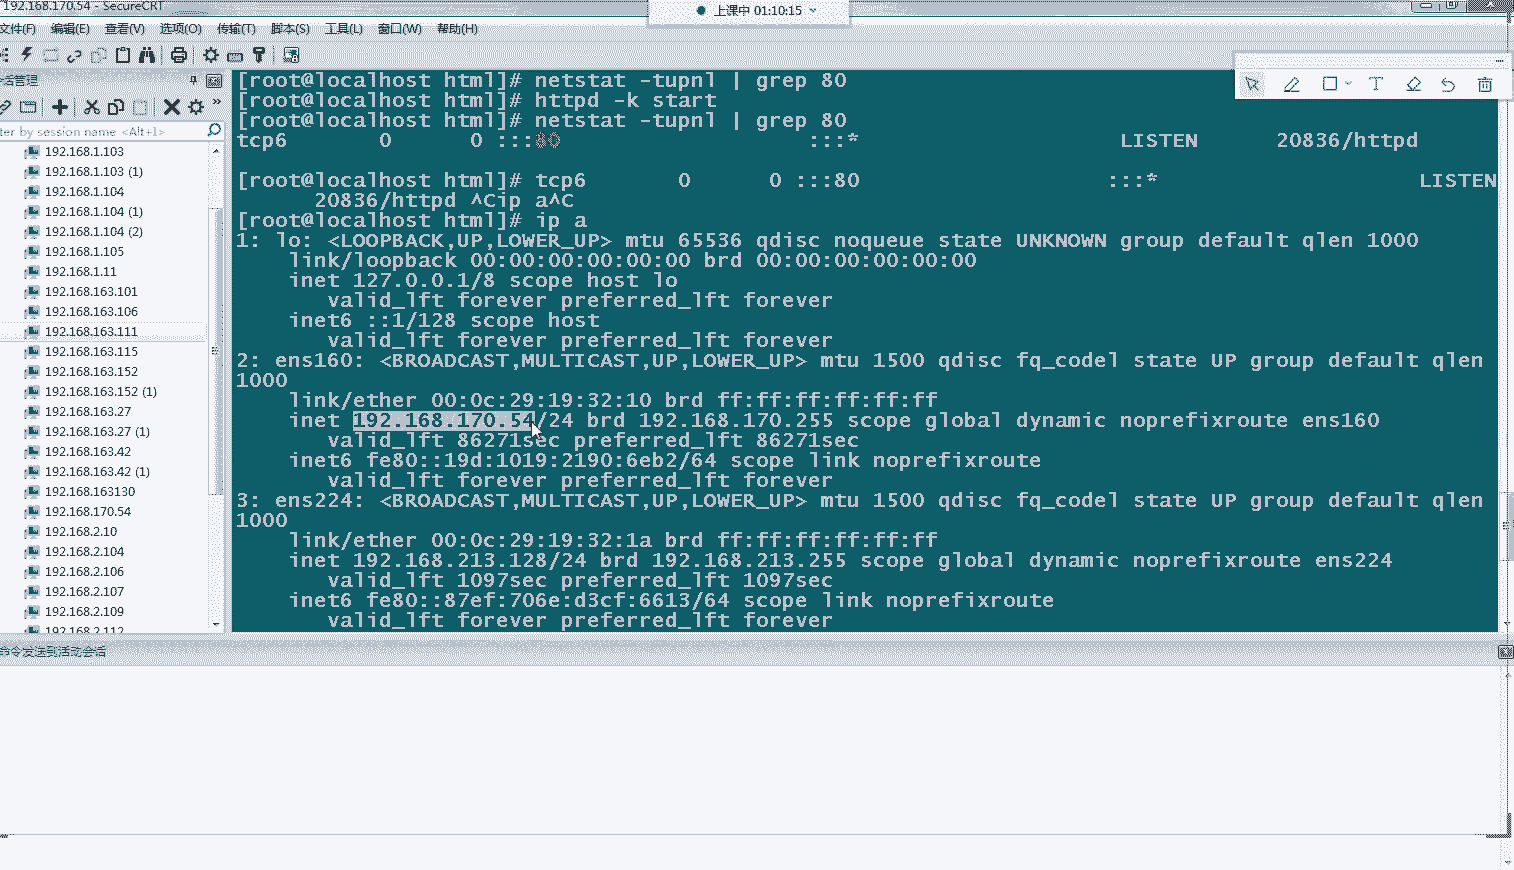 192.168.170.54 - SecureCRT
上课中 01:10:15
文件(F) 编辑(E) 查看(V) 选项(O) 传输(T) 脚本(S) 工具(L) 窗口(W) 帮助(H)
话管理
ter by session name <Alt+I>
192.168.1.103
192.168.1.103 (1)
192.168.1.104
192.168.1.104 (1)
192.168.1.104 (2)
192.168.1.105
192.168.1.11
192.168.163.101
192.168.163.106
192.168.163.111
192.168.163.115
192.168.163.152
192.168.163.152 (1)
192.168.163.27
192.168.163.27 (1)
192.168.163.42
192.168.163.42 (1)
192.168.163130
192.168.170.54
192.168.2.10
192.168.2.104
192.168.2.106
192.168.2.107
192.168.2.109
192.168.2.112
[root@localhost html]# netstat -tupnl | grep 80
[root@localhost html]# httpd -k start
[root@localhost html]# netstat -tupnl | grep 80
tcp6 0 0 :::80 :::* LISTEN 20836/httpd
[root@localhost html]# tcp6 0 0 :::80 :::* LISTEN
20836/httpd ^Cip a^C
[root@localhost html]# ip a
1: lo: <LOOPBACK,UP,LOWER_UP> mtu 65536 qdisc noqueue state UNKNOWN group default qlen 1000
link/loopback 00:00:00:00:00:00 brd 00:00:00:00:00:00
inet 127.0.0.1/8 scope host lo
valid_lft forever preferred_lft forever
inet6 ::1/128 scope host
valid_lft forever preferred_lft forever
2: ens160: <BROADCAST,MULTICAST,UP,LOWER_UP> mtu 1500 qdisc fq_codel state UP group default qlen
1000
link/ether 00:0c:29:19:32:10 brd ff:ff:ff:ff:ff:ff
inet 192.168.170.54/24 brd 192.168.170.255 scope global dynamic noprefixroute ens160
valid_lft 86271sec preferred_lft 86271sec
inet6 fe80::19d:1019:2190:6eb2/64 scope link noprefixroute
valid_lft forever preferred_lft forever
3: ens224: <BROADCAST,MULTICAST,UP,LOWER_UP> mtu 1500 qdisc fq_codel state UP group default qlen
1000
link/ether 00:0c:29:19:32:1a brd ff:ff:ff:ff:ff:ff
inet 192.168.213.128/24 brd 192.168.213.255 scope global dynamic noprefixroute ens224
valid_lft 1097sec preferred_lft 1097sec
inet6 fe80::87ef:706e:d3cf:6613/64 scope link noprefixroute
valid_lft forever preferred_lft forever
命令发送到活动会话